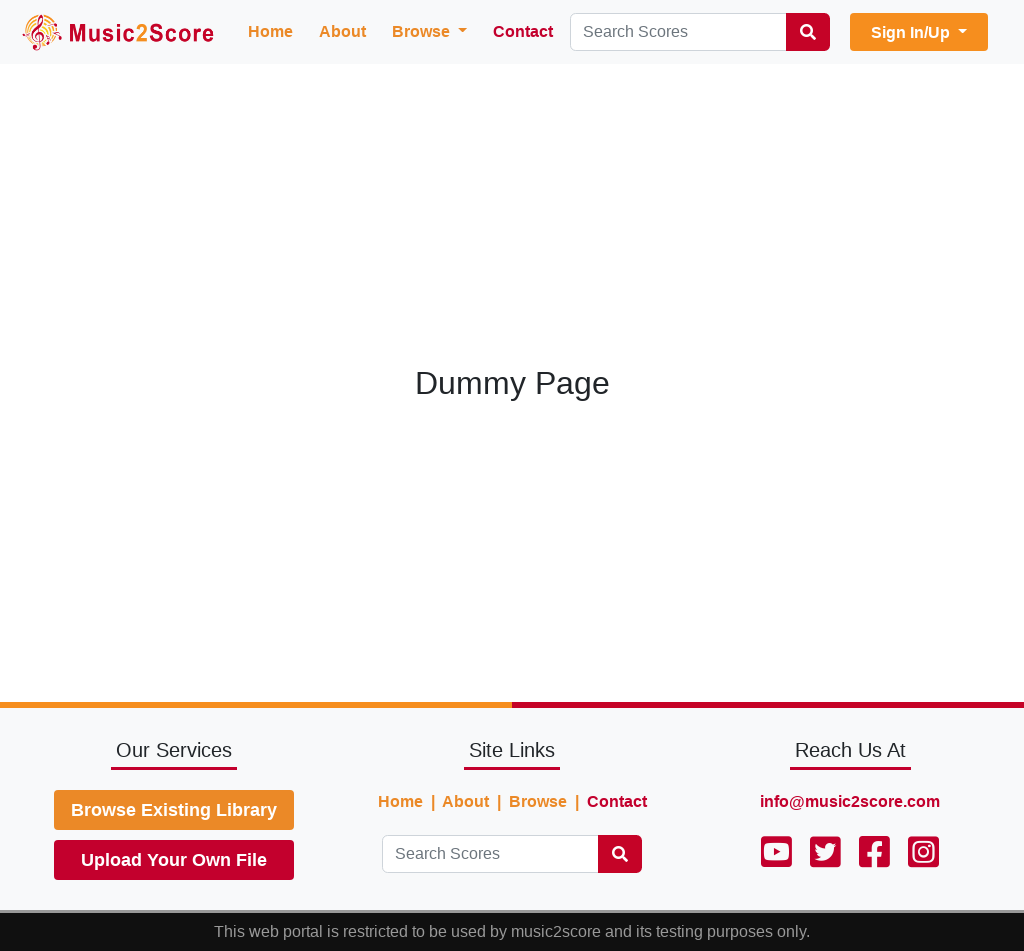 Music2Score Home About Browse Contact Search Scores Sign In/Up
Dummy Page
Our Services Site Links Reach Us At
Browse Existing Library
Upload Your Own File
Home | About | Browse | Contact
Search Scores
info@music2score.com
This web portal is restricted to be used by music2score and its testing purposes only.